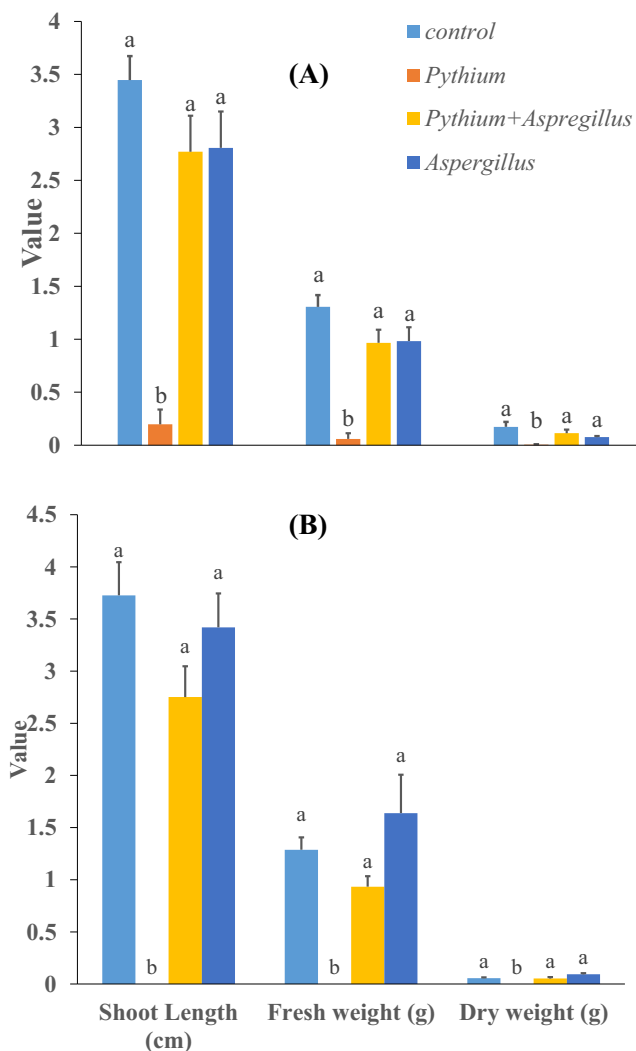 4
3.5
3
2.5
2
1.5
1
0.5
0
Value
(A)
control
Pythium
Pythium+Aspregillus
Aspergillus
a b a a
a b a a
a b a a
4.5
4
3.5
3
2.5
2
1.5
1
0.5
0
Value
(B)
a b a a
a b a a
a b a a
Shoot Length
(cm)
Fresh weight (g)
Dry weight (g)